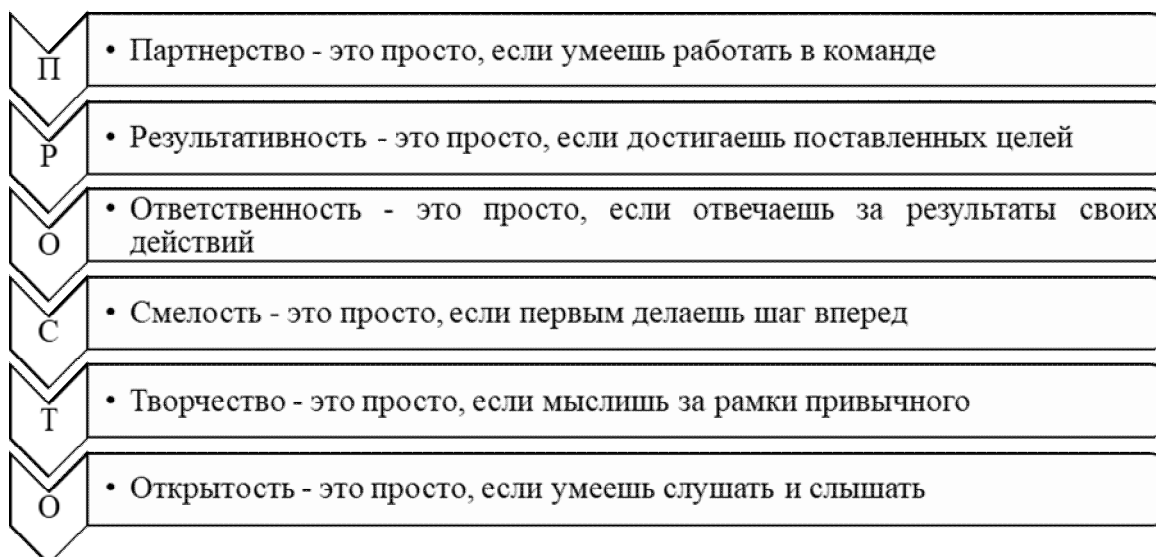 П
• Партнерство - это просто, если умеешь работать в команде
Р
• Результативность - это просто, если достигаешь поставленных целей
О
• Ответственность - это просто, если отвечаешь за результаты своих
действий
С
• Смелость - это просто, если первым делаешь шаг вперед
Т
• Творчество - это просто, если мыслишь за рамки привычного
О
• Открытость - это просто, если умеешь слушать и слышать